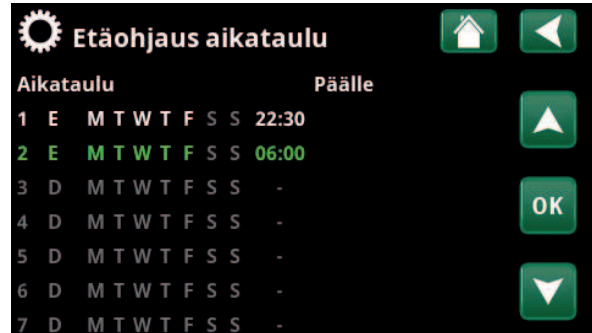 Etäohjaus aikataulu
Aikataulu Päälle
1 E M T W T F S S 22:30
2 E M T W T F S S 06:00
3 D M T W T F S S -
4 D M T W T F S S -
5 D M T W T F S S -
6 D M T W T F S S -
7 D M T W T F S S
OK